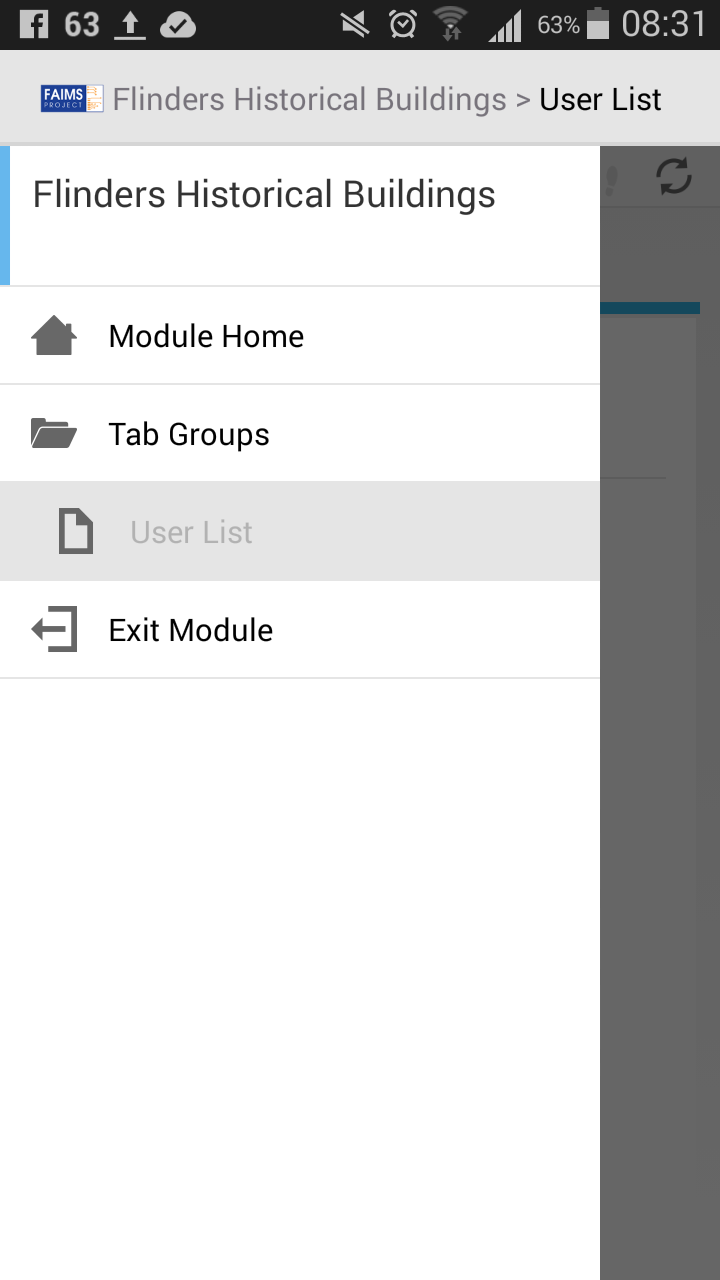 63 63% 08:31
FAIMS PROJECT Flinders Historical Buildings > User List
Flinders Historical Buildings
Module Home
Tab Groups
User List
Exit Module